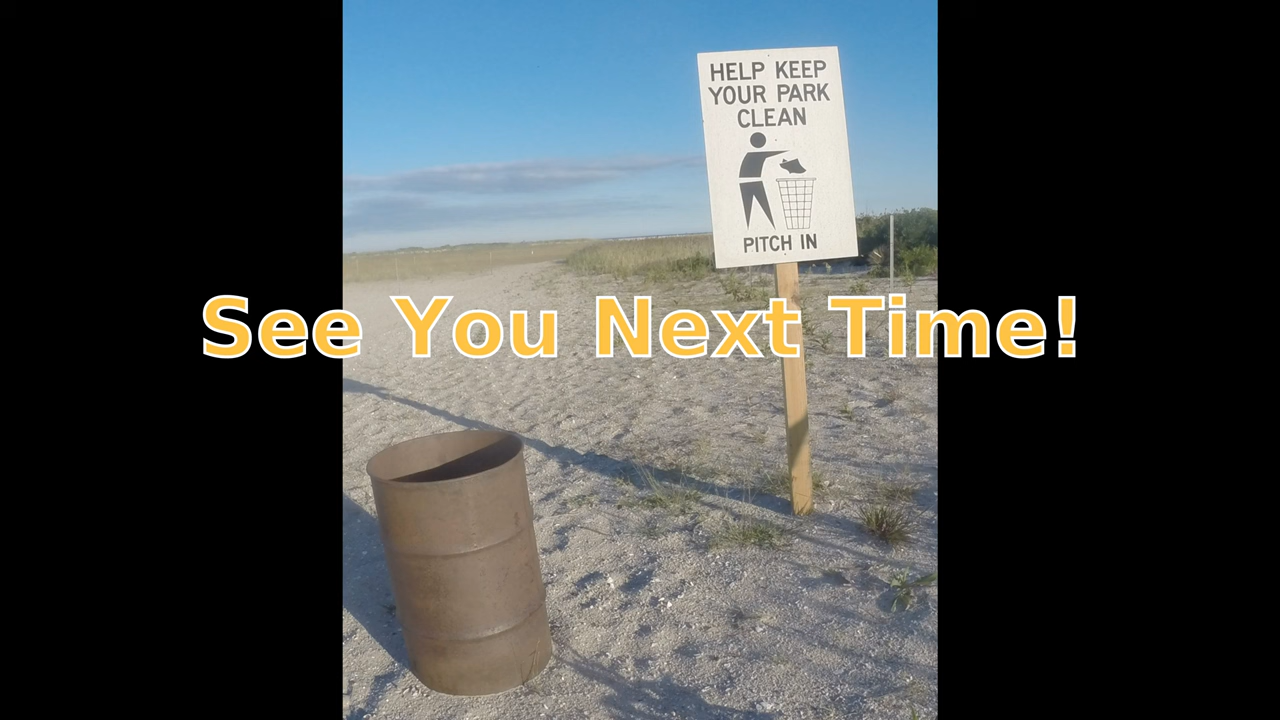 HELP KEEP
YOUR PARK
CLEAN
PITCH IN
See You Next Time!